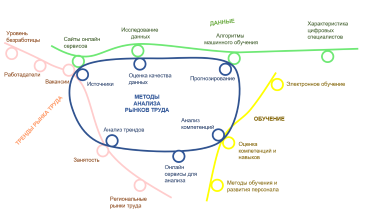 ДАННЫЕ
Уровень
безработицы
Сайты онлайн
сервисов
Исследование
данных
Алгоритмы
машинного обучения
Характеристика
цифровых
специалистов
Работодатели
Вакансии
Источники
Оценка качества
данных
Прогнозирование
Электронное обучение
МЕТОДЫ
АНАЛИЗА
РЫНКОВ ТРУДА
ТРЕНДЫ РЫНКА ТРУДА
Анализ трендов
Анализ
компетенций
ОБУЧЕНИЕ
Занятость
Онлайн
сервисы для
анализа
Оценка
компетенций и
навыков
Методы обучения и
развития персонала
Региональные
рынки труда